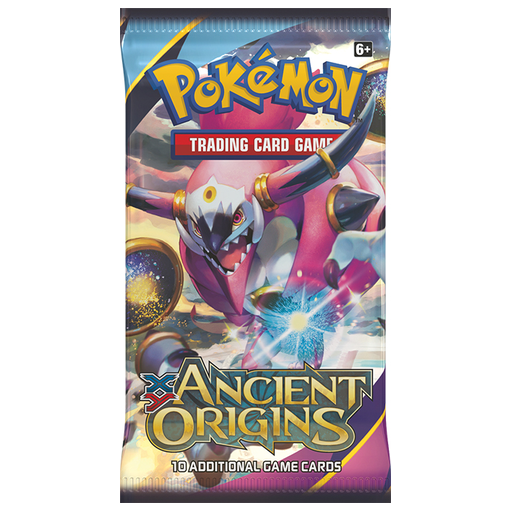 6+
POKéMON
TRADING CARD GAME
XY
ANCIENT
ORIGINS
10 ADDITIONAL GAME CARDS